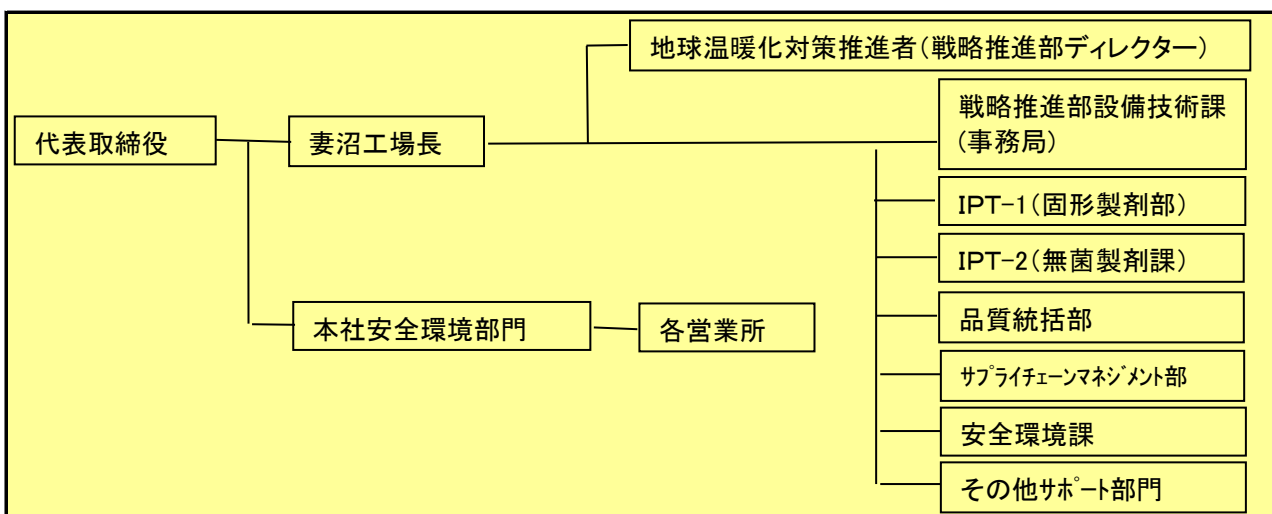 地球温暖化対策推進者(戦略推進部ディレクター)
戦略推進部設備技術課
(事務局)
代表取締役
妻沼工場長
IPT-1(固形製剤部)
IPT-2(無菌製剤課)
本社安全環境部門
各営業所
品質統括部
ｻﾌﾟﾗｲﾁｪｰﾝﾏﾈｼﾞﾒﾝﾄ部
安全環境課
その他ｻﾎﾟｰﾄ部門